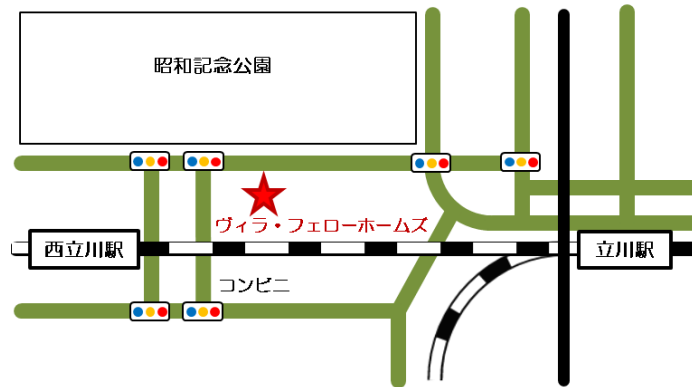 昭和記念公園
ヴィラ・フェローホームズ
西立川駅
立川駅
コンビニ